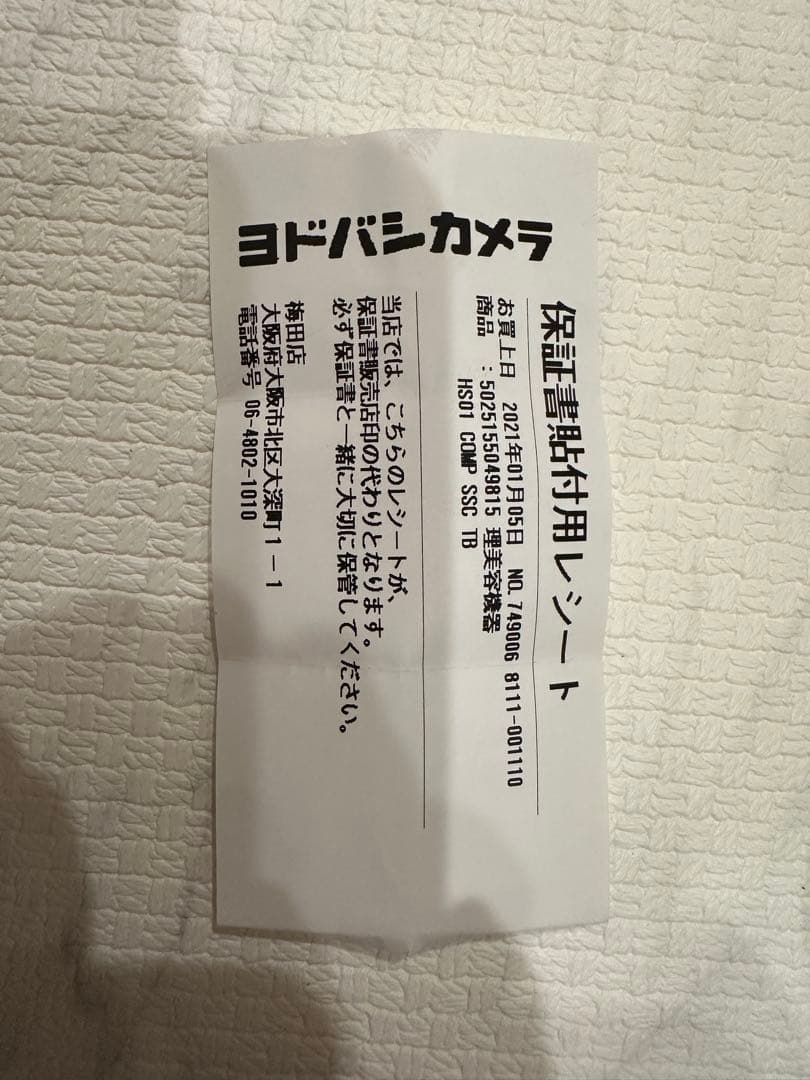 ヨドバシカメラ
保証書貼付用レシート
お買上日 2021年01月05日 NO.749006 8111-001110
商品 :5025155049815 理美容機器
HS01 COMP SSC TB
当店では、こちらのレシートが、
保証書販売店印の代わりとなります。
必ず保証書と一緒に大切に保管してください。
梅田店
大阪府大阪市北区大深町1-1
電話番号 06-4802-1010